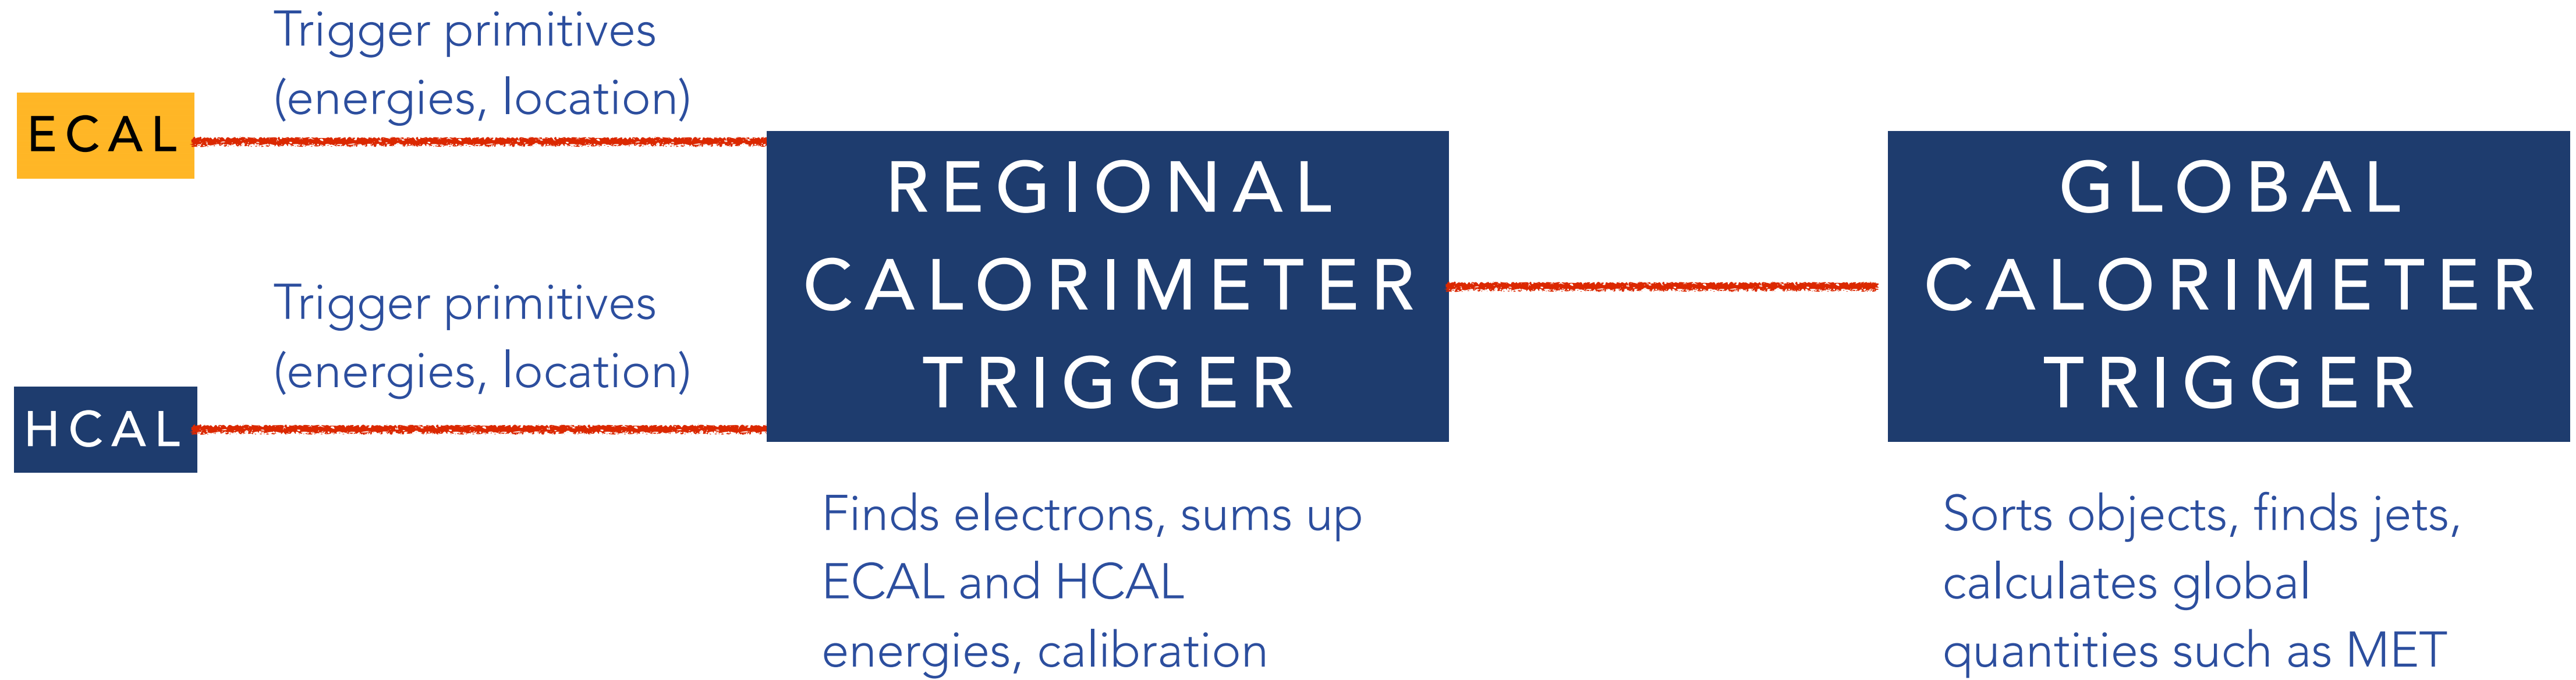 Trigger primitives
(energies, location)
ECAL
Trigger primitives
(energies, location)
HCAL
REGIONAL
CALORIMETER
TRIGGER
Finds electrons, sums up
ECAL and HCAL
energies, calibration
GLOBAL
CALORIMETER
TRIGGER
Sorts objects, finds jets,
calculates global
quantities such as MET